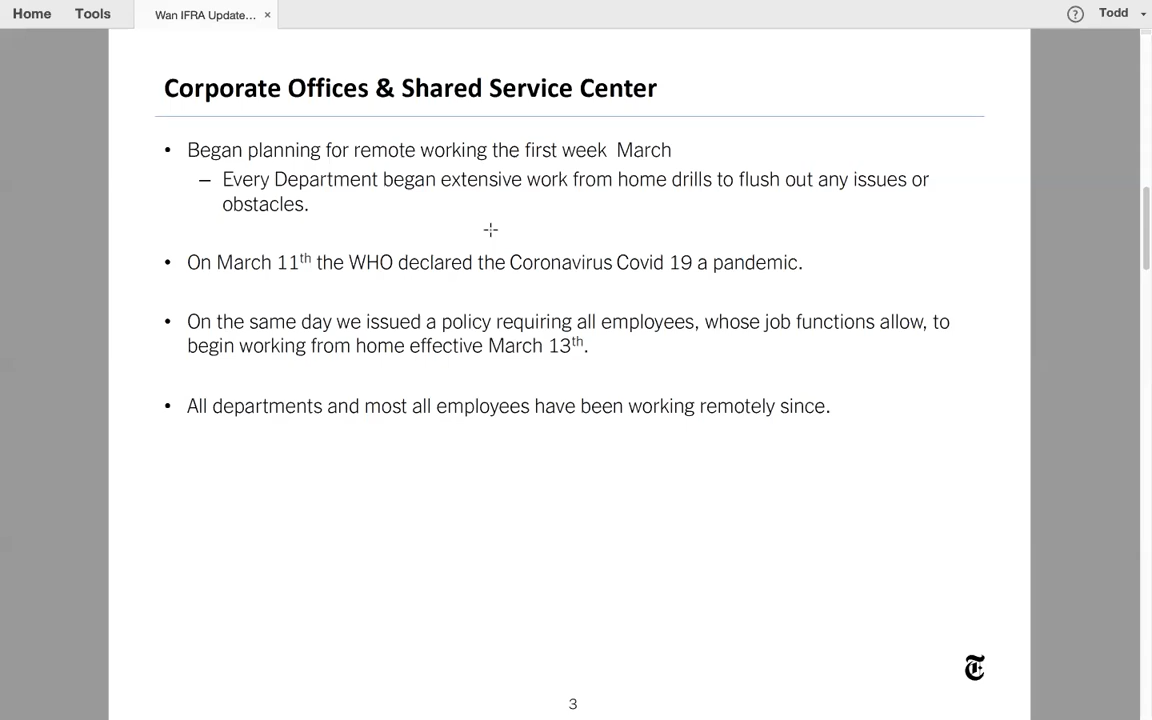 Home Tools Wan IFRA Update... × ? Todd
Corporate Offices & Shared Service Center
• Began planning for remote working the first week  March
– Every Department began extensive work from home drills to flush out any issues or
obstacles.
• On March 11th the WHO declared the Coronavirus Covid 19 a pandemic.
• On the same day we issued a policy requiring all employees, whose job functions allow, to
begin working from home effective March 13th.
• All departments and most all employees have been working remotely since.
T
3